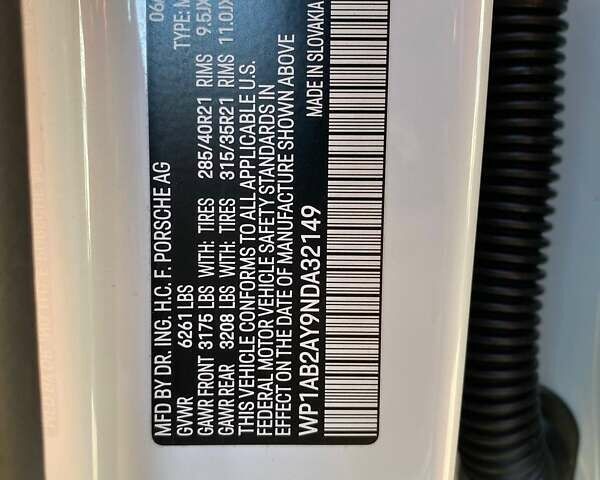 MFD BY DR. ING. H.C. F. PORSCHE AG 06/
GVWR 6261 LBS TYPE: M
GAWR FRONT 3175 LBS WITH: TIRES 285/40R21 RIMS 9.5JX
GAWR REAR 3208 LBS WITH: TIRES 315/35R21 RIMS 11.0JX
THIS VEHICLE CONFORMS TO ALL APPLICABLE U.S.
FEDERAL MOTOR VEHICLE SAFETY STANDARDS IN
EFFECT ON THE DATE OF MANUFACTURE SHOWN ABOVE
WP1AB2AY9NDA32149 MADE IN SLOVAKIA